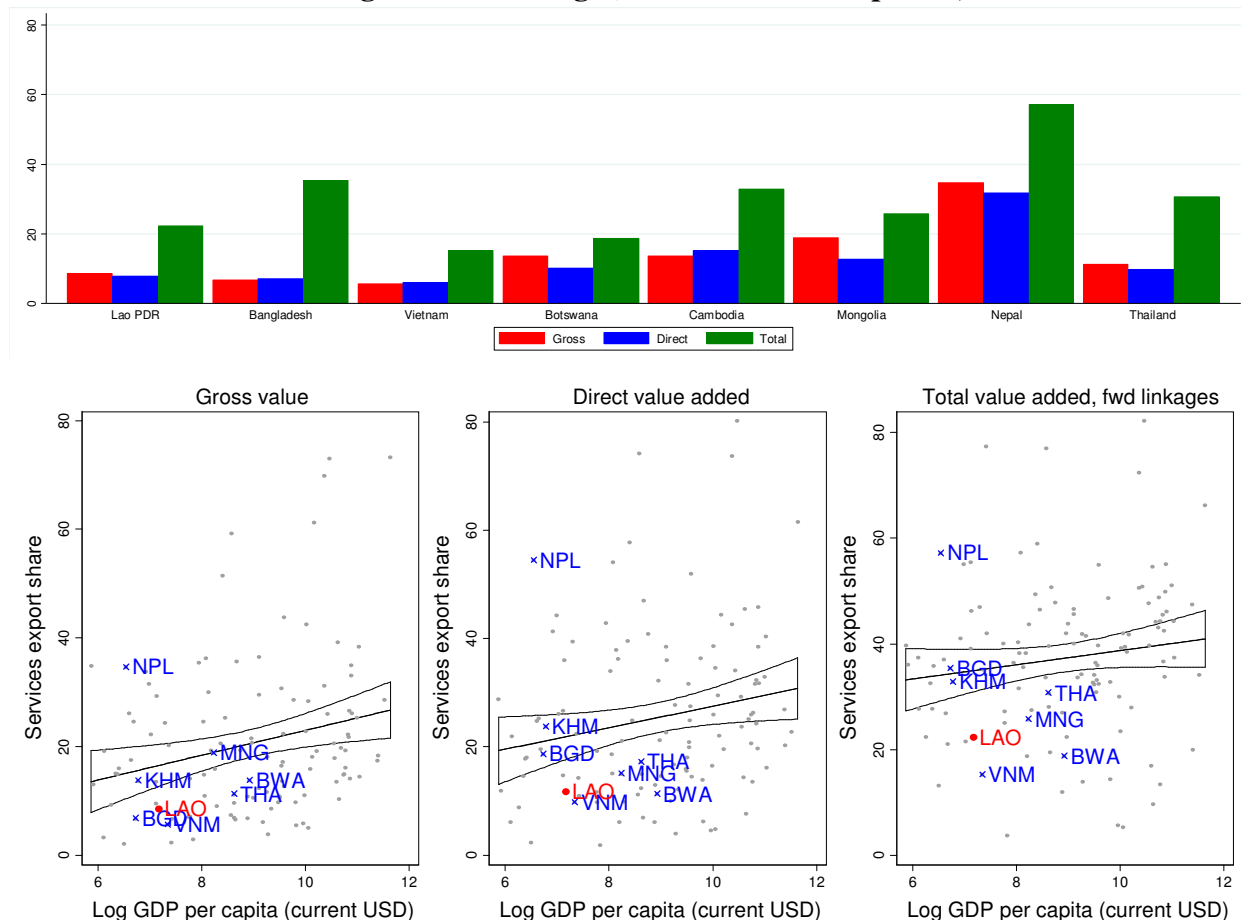 80
60
40
20
0
Lao PDR Bangladesh Vietnam Botswana Cambodia Mongolia Nepal Thailand
Gross Direct Total
Gross value
Services export share
80
60
40
20
0
NPL
MNG
KHM
BWA
THA
LAO
BGD
VNM
6 8 10 12
Log GDP per capita (current USD)
Direct value added
Services export share
80
60
40
20
0
NPL
KHM
BGD
THA
MNG
LAO
BWA
VNM
6 8 10 12
Log GDP per capita (current USD)
Total value added, fwd linkages
Services export share
80
60
40
20
0
NPL
BGD
KHM
THA
MNG
LAO
BWA
VNM
6 8 10 12
Log GDP per capita (current USD)